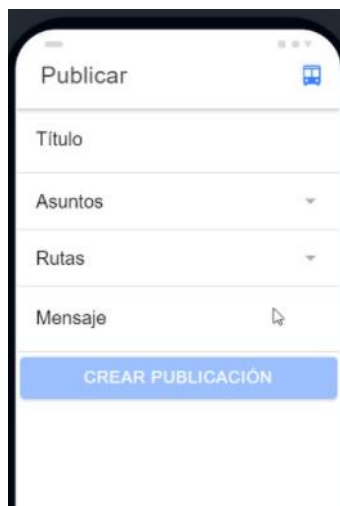 Publicar
Título
Asuntos
Rutas
Mensaje
CREAR PUBLICACIÓN